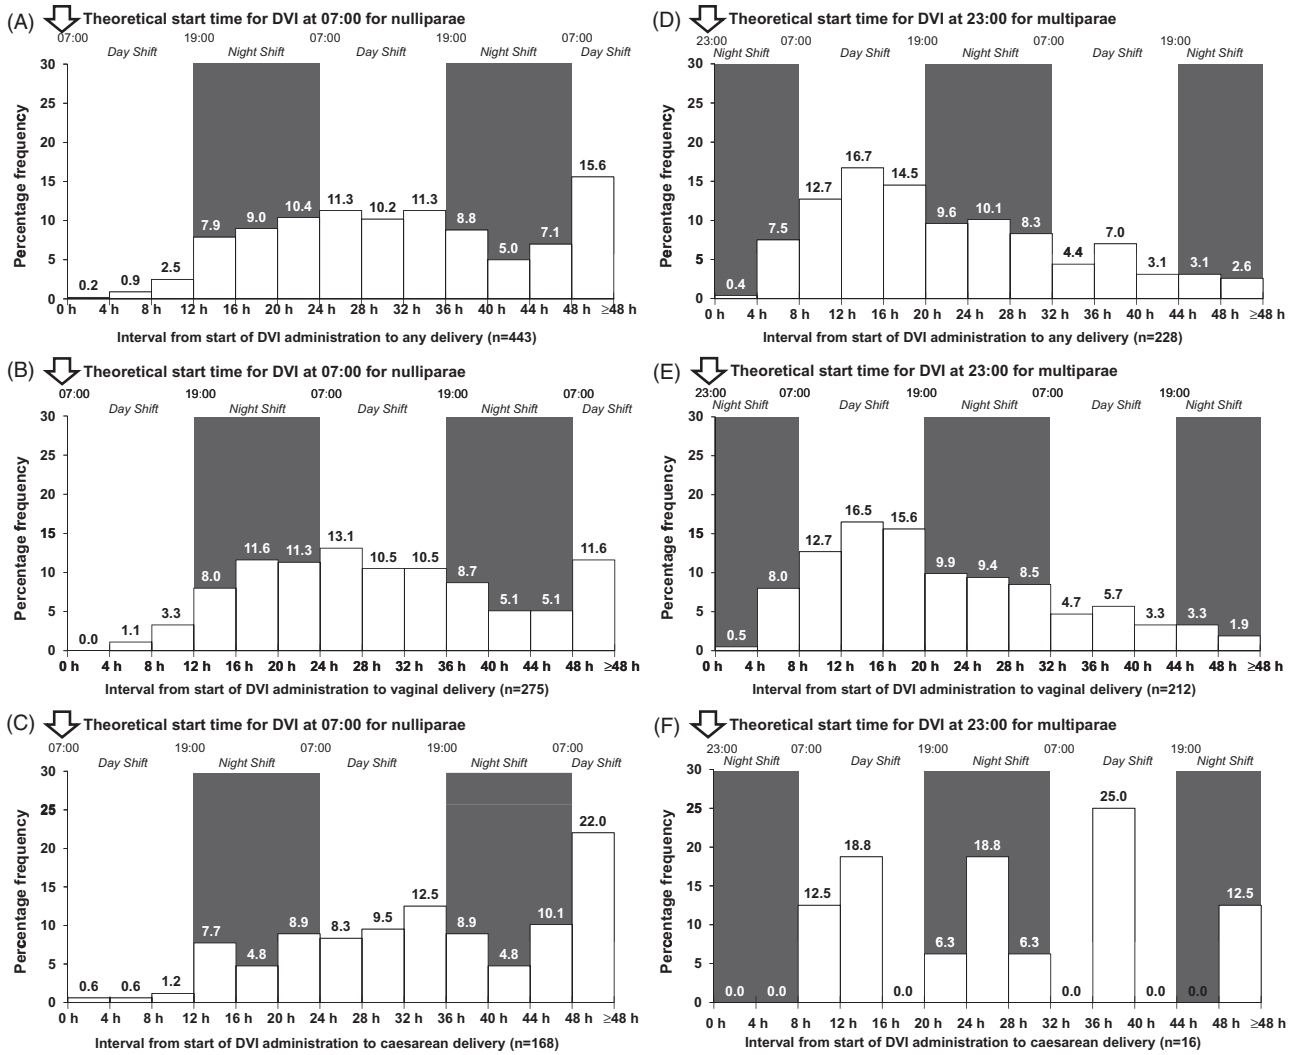 (A) Theoretical start time for DVI at 07:00 for nulliparae
07:00 19:00 07:00 19:00 07:00
Day Shift Night Shift Day Shift Night Shift Day Shift
Percentage frequency
30
25
20
15
10
5
0
0.2 0.9 2.5 7.9 9.0 10.4 11.3 10.2 11.3 8.8 5.0 7.1 15.6
0 h 4 h 8 h 12 h 16 h 20 h 24 h 28 h 32 h 36 h 40 h 44 h 48 h ≥48 h
Interval from start of DVI administration to any delivery (n=443)
(B) Theoretical start time for DVI at 07:00 for nulliparae
07:00 19:00 07:00 19:00 07:00
Day Shift Night Shift Day Shift Night Shift Day Shift
Percentage frequency
30
25
20
15
10
5
0
0.0 1.1 3.3 8.0 11.6 11.3 13.1 10.5 10.5 8.7 5.1 5.1 11.6
0 h 4 h 8 h 12 h 16 h 20 h 24 h 28 h 32 h 36 h 40 h 44 h 48 h ≥48 h
Interval from start of DVI administration to vaginal delivery (n=275)
(C) Theoretical start time for DVI at 07:00 for nulliparae
07:00 19:00 07:00 19:00 07:00
Day Shift Night Shift Day Shift Night Shift Day Shift
Percentage frequency
30
25
20
15
10
5
0
0.6 0.6 1.2 7.7 4.8 8.9 8.3 9.5 12.5 8.9 4.8 10.1 22.0
0 h 4 h 8 h 12 h 16 h 20 h 24 h 28 h 32 h 36 h 40 h 44 h 48 h ≥48 h
Interval from start of DVI administration to caesarean delivery (n=168)
(D) Theoretical start time for DVI at 23:00 for multiparae
23:00 07:00 19:00 07:00 19:00
Night Shift Day Shift Night Shift Day Shift Night Shift
Percentage frequency
30
25
20
15
10
5
0
0.4 7.5 12.7 16.7 14.5 9.6 10.1 8.3 4.4 7.0 3.1 3.1 2.6
0 h 4 h 8 h 12 h 16 h 20 h 24 h 28 h 32 h 36 h 40 h 44 h 48 h ≥48 h
Interval from start of DVI administration to any delivery (n=228)
(E) Theoretical start time for DVI at 23:00 for multiparae
23:00 07:00 19:00 07:00 19:00
Night Shift Day Shift Night Shift Day Shift Night Shift
Percentage frequency
30
25
20
15
10
5
0
0.5 8.0 12.7 16.5 15.6 9.9 9.4 8.5 4.7 5.7 3.3 3.3 1.9
0 h 4 h 8 h 12 h 16 h 20 h 24 h 28 h 32 h 36 h 40 h 44 h 48 h ≥48 h
Interval from start of DVI administration to vaginal delivery (n=212)
(F) Theoretical start time for DVI at 23:00 for multiparae
23:00 07:00 19:00 07:00 19:00
Night Shift Day Shift Night Shift Day Shift Night Shift
Percentage frequency
30
25
20
15
10
5
0
0.0 0.0 12.5 18.8 0.0 6.3 18.8 6.3 0.0 25.0 0.0 0.0 12.5
0 h 4 h 8 h 12 h 16 h 20 h 24 h 28 h 32 h 36 h 40 h 44 h 48 h ≥48 h
Interval from start of DVI administration to caesarean delivery (n=16)